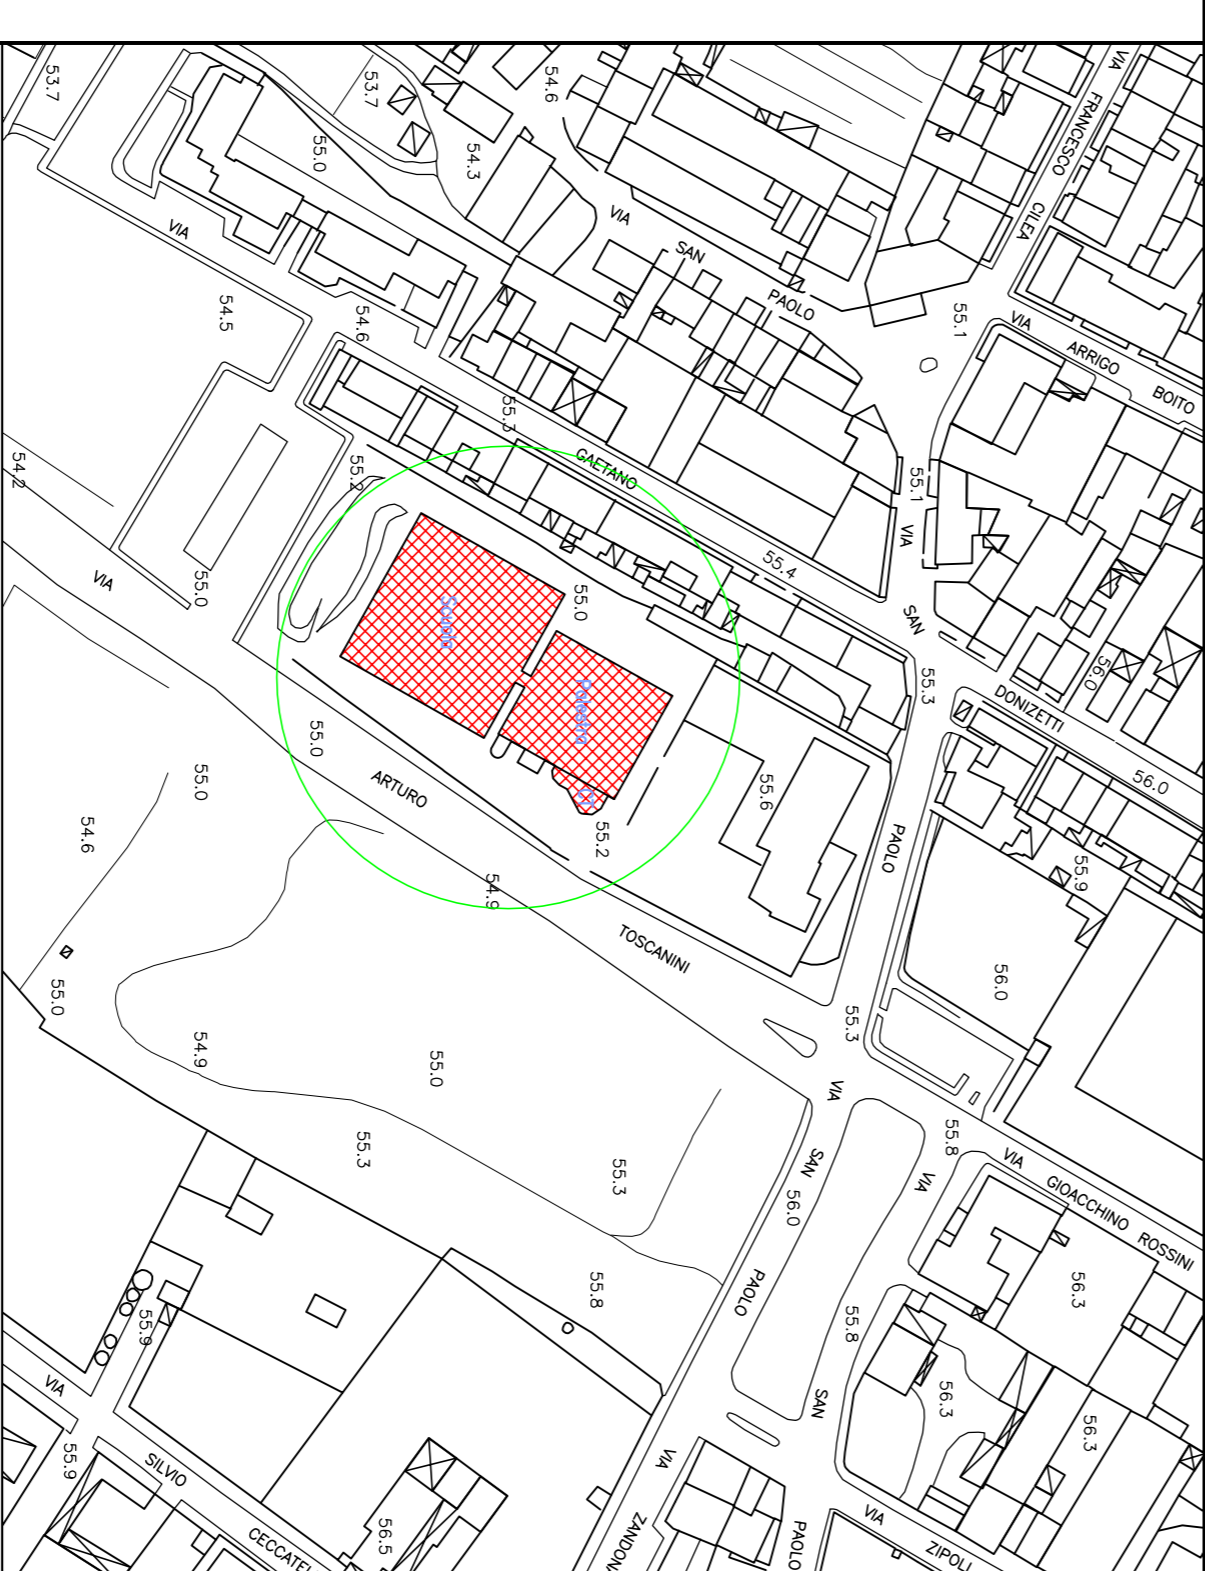 VIA FRANCESCO CILEA
53.7
53.7
54.6
55.0
54.3
VIA SAN PAOLO
VIA
54.5
54.6
55.1
VIA ARRIGO BOITO
55.3
GAETANO
55.2
54.2
55.1
VIA SAN PAOLO
55.4
VIA
55.0
55.0
Scuola
Palestra
CT
55.3
56.0
DONIZETTI
56.0
55.0
55.0
ARTURO
TOSCANINI
55.6
55.2
54.9
54.6
55.9
56.0
55.0
54.9
55.0
55.3
VIA SAN PAOLO
55.3
55.3
56.0
55.8
VIA GIOACCHINO ROSSINI
VIA SAN PAOLO
55.8
55.8
56.3
56.3
56.3
55.9
VIA SILVIO
55.9
56.5
VIA
VIA ZIPOLI